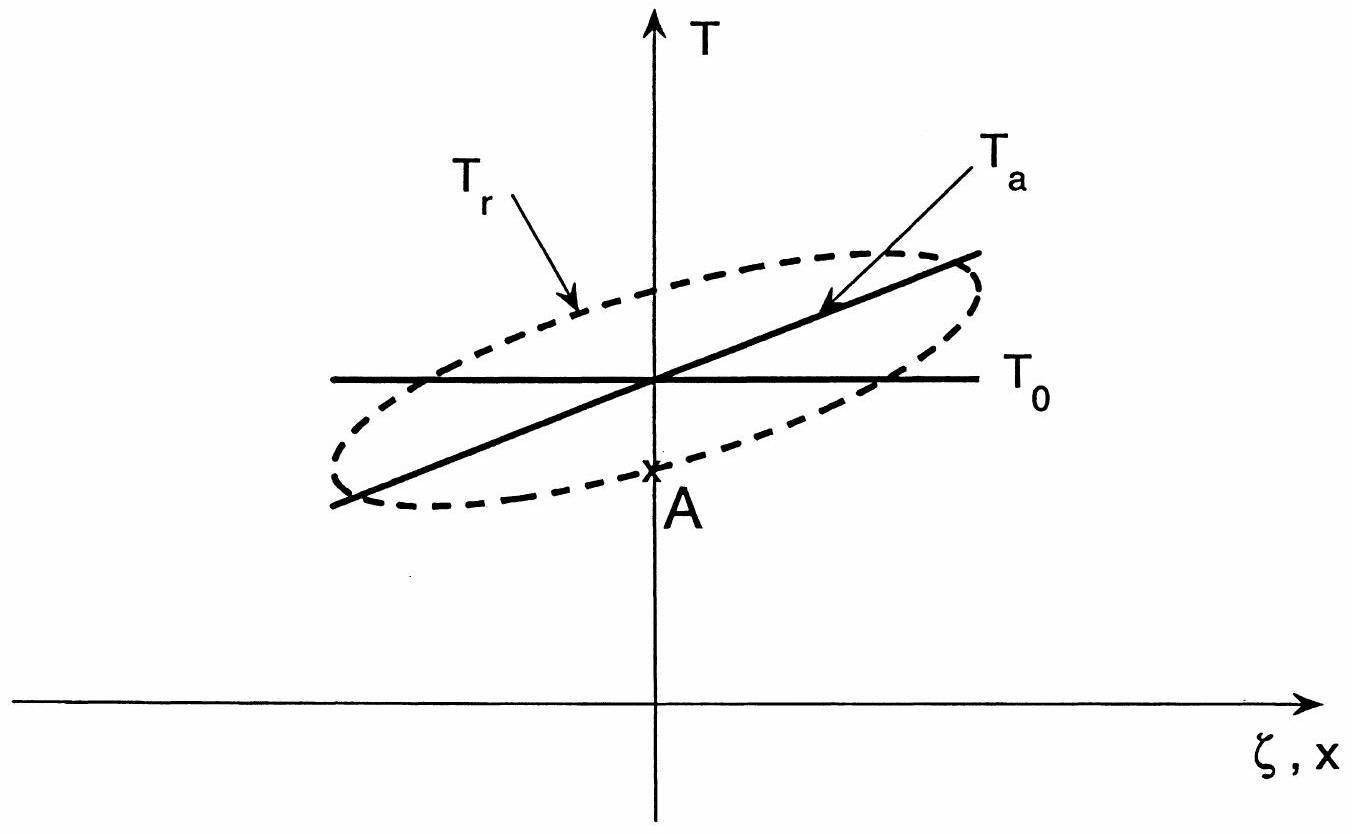 T
T_a
T_r
T_0
x
A
ζ, x